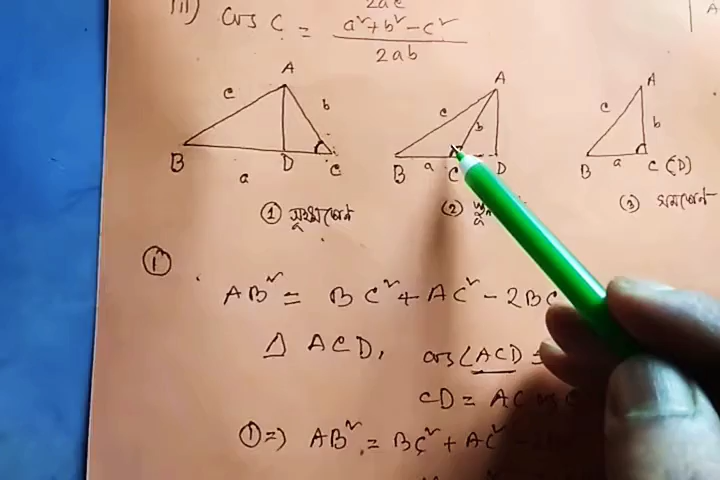 2ac
iii) cos C = a² + b² - c² / 2ab
A
A
A
c b
c b
c b
B D C
B C D
B C (D)
a
a
a
① সূক্ষ্মকোণ
②
③ সমকোণ
①
AB² = BC² + AC² - 2BC
Δ ACD, cos(ACD =
CD = AC
①⇒) AB² = BC² + AC² -